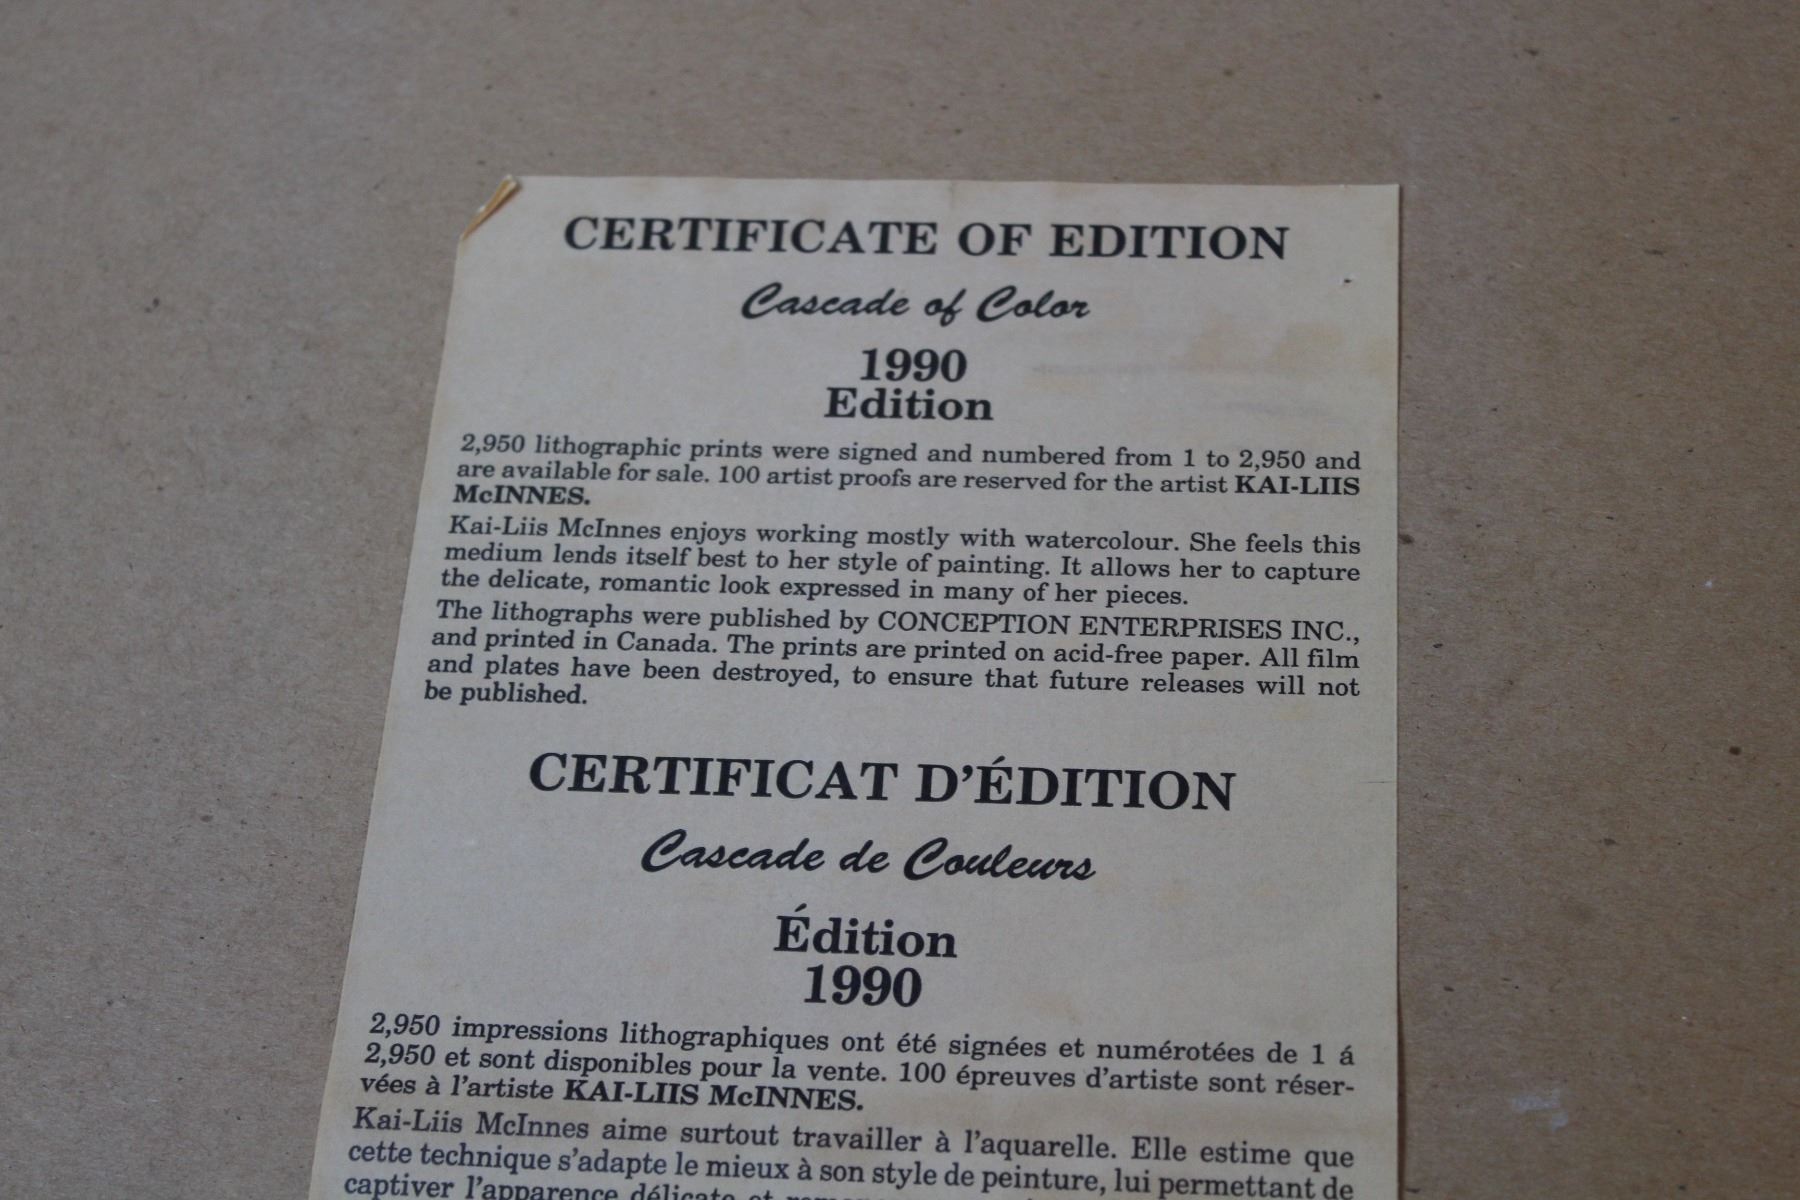 CERTIFICATE OF EDITION
Cascade of Color
1990
Edition
2,950 lithographic prints were signed and numbered from 1 to 2,950 and
are available for sale. 100 artist proofs are reserved for the artist KAI-LIIS
McINNES.
Kai-Liis McInnes enjoys working mostly with watercolour. She feels this
medium lends itself best to her style of painting. It allows her to capture
the delicate, romantic look expressed in many of her pieces.
The lithographs were published by CONCEPTION ENTERPRISES INC.,
and printed in Canada. The prints are printed on acid-free paper. All film
and plates have been destroyed, to ensure that future releases will not
be published.
CERTIFICAT D'ÉDITION
Cascade de Couleurs
Édition
1990
2,950 impressions lithographiques ont été signées et numérotées de 1 á
2,950 et sont disponibles pour la vente. 100 épreuves d'artiste sont réser-
vées à l'artiste KAI-LIIS McINNES.
Kai-Liis McInnes aime surtout travailler à l'aquarelle. Elle estime que
cette technique s'adapte le mieux à son style de peinture, lui permettant de
captiver l'apparence délicate et